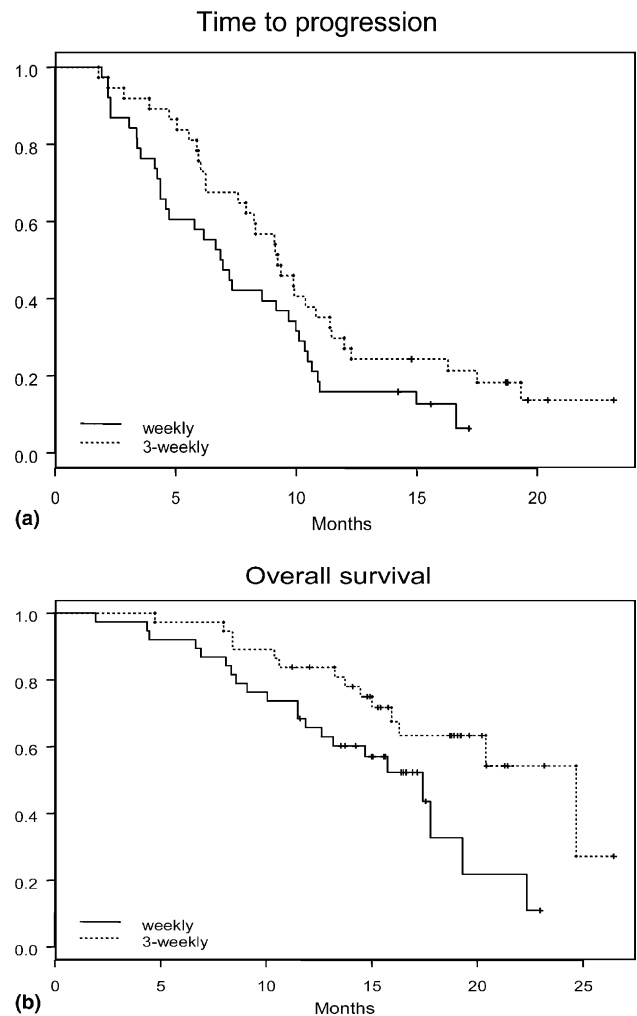 Time to progression
1.0
0.8
0.6
0.4
0.2
0.0
weekly
3-weekly
0 5 10 15 20
(a)
Months
Overall survival
1.0
0.8
0.6
0.4
0.2
0.0
weekly
3-weekly
0 5 10 15 20 25
(b)
Months